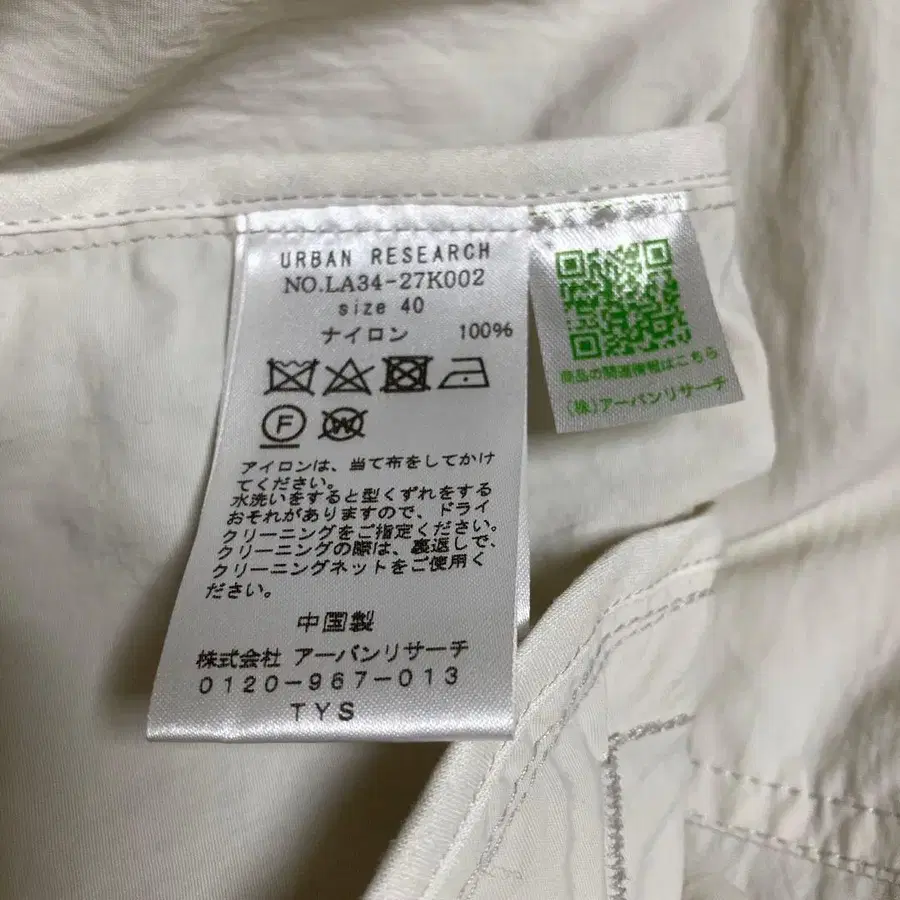 URBAN RESEARCH
NO.LA34-27K002
size 40
ナイロン 100%
F
W
アイロンは、当て布をしてかけ
てください。
水洗いをすると型くずれをする
おそれがありますので、ドライ
クリーニングをご指定ください。
クリーニングの際は、裏返しで、
クリーニングネットをご使用く
ださい。
中国製
株式会社 アーバンリサーチ
0120-967-013
TYS
商品の関連情報はこちら
(株)アーバンリサーチ